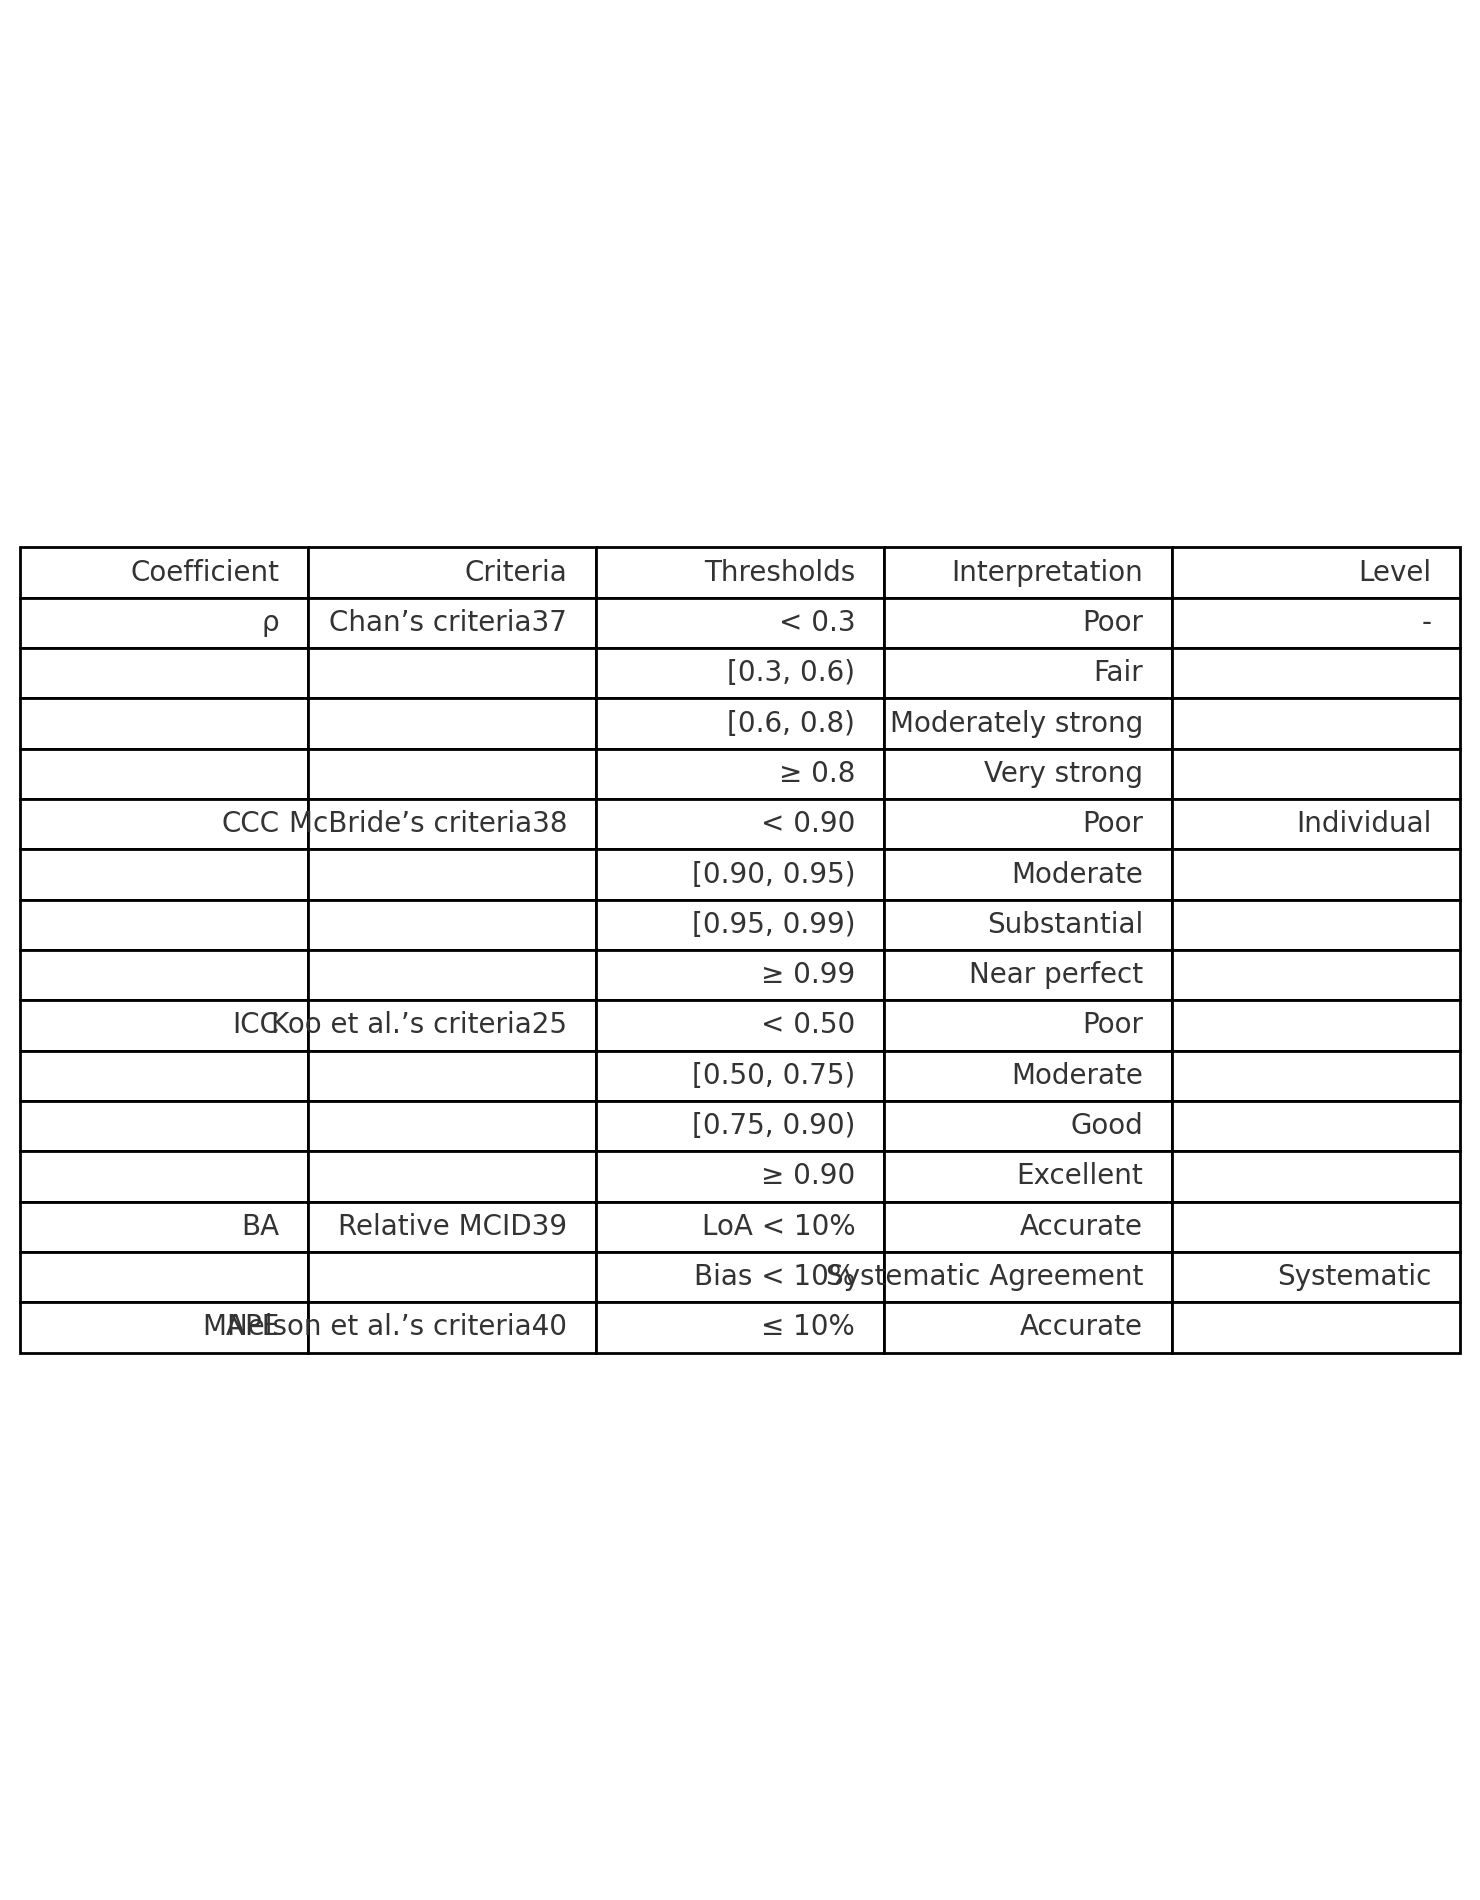 Coefficient Criteria Thresholds Interpretation Level
ρ Chan’s criteria37 < 0.3 Poor -
[0.3, 0.6) Fair
[0.6, 0.8) Moderately strong
≥ 0.8 Very strong
CCC McBride’s criteria38 < 0.90 Poor Individual
[0.90, 0.95) Moderate
[0.95, 0.99) Substantial
≥ 0.99 Near perfect
ICC Koo et al.’s criteria25 < 0.50 Poor
[0.50, 0.75) Moderate
[0.75, 0.90) Good
≥ 0.90 Excellent
BA Relative MCID39 LoA < 10% Accurate
Bias < 10% Systematic Agreement Systematic
MAPE Nelson et al.’s criteria40 ≤ 10% Accurate